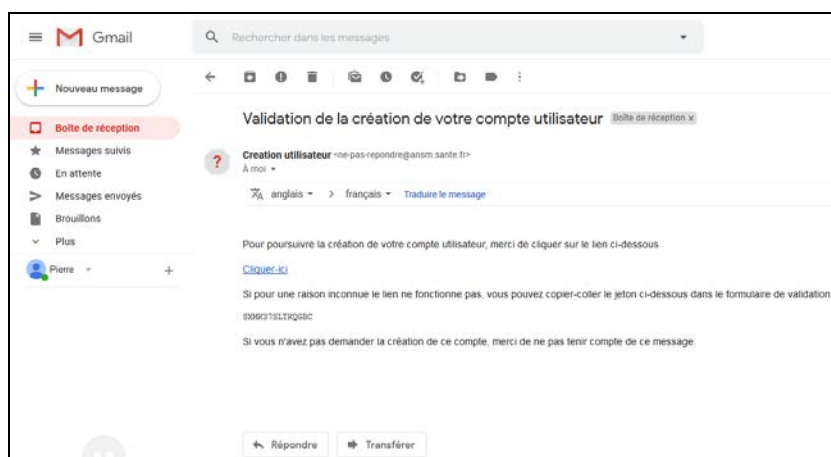 Gmail
Rechercher dans les messages
Nouveau message
Boîte de réception
Messages suivis
En attente
Messages envoyés
Brouillons
Plus
Pierre
Validation de la création de votre compte utilisateur Boîte de réception x
Creation utilisateur <ne-pas-repondre@ansm.sante.fr>
À moi
anglais > français Traduire le message
Pour poursuivre la création de votre compte utilisateur, merci de cliquer sur le lien ci-dessous
Cliquer-ici
Si pour une raison inconnue le lien ne fonctionne pas, vous pouvez copier-coller le jeton ci-dessous dans le formulaire de validation
Si vous n'avez pas demander la création de ce compte, merci de ne pas tenir compte de ce message.
Répondre
Transférer